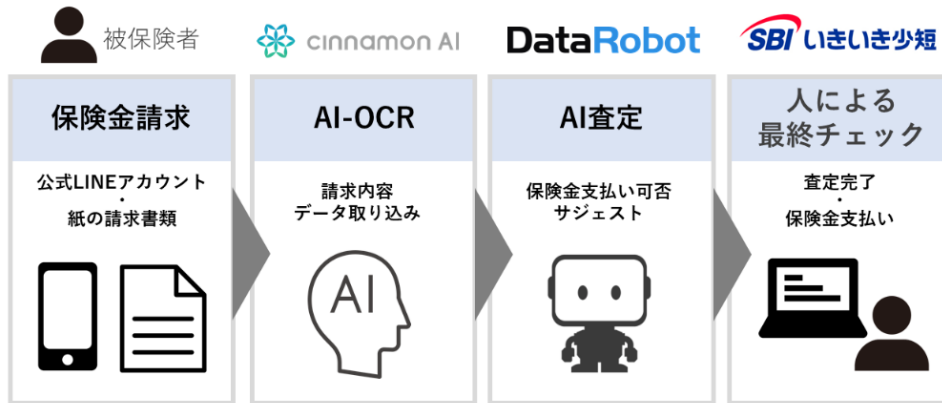 被保険者
cinnamon AI
DataRobot
SBIいきいき少短
保険金請求
公式LINEアカウント
・
紙の請求書類
AI-OCR
請求内容
データ取り込み
AI
AI査定
保険金支払い可否
サジェスト
人による
最終チェック
査定完了
・
保険金支払い